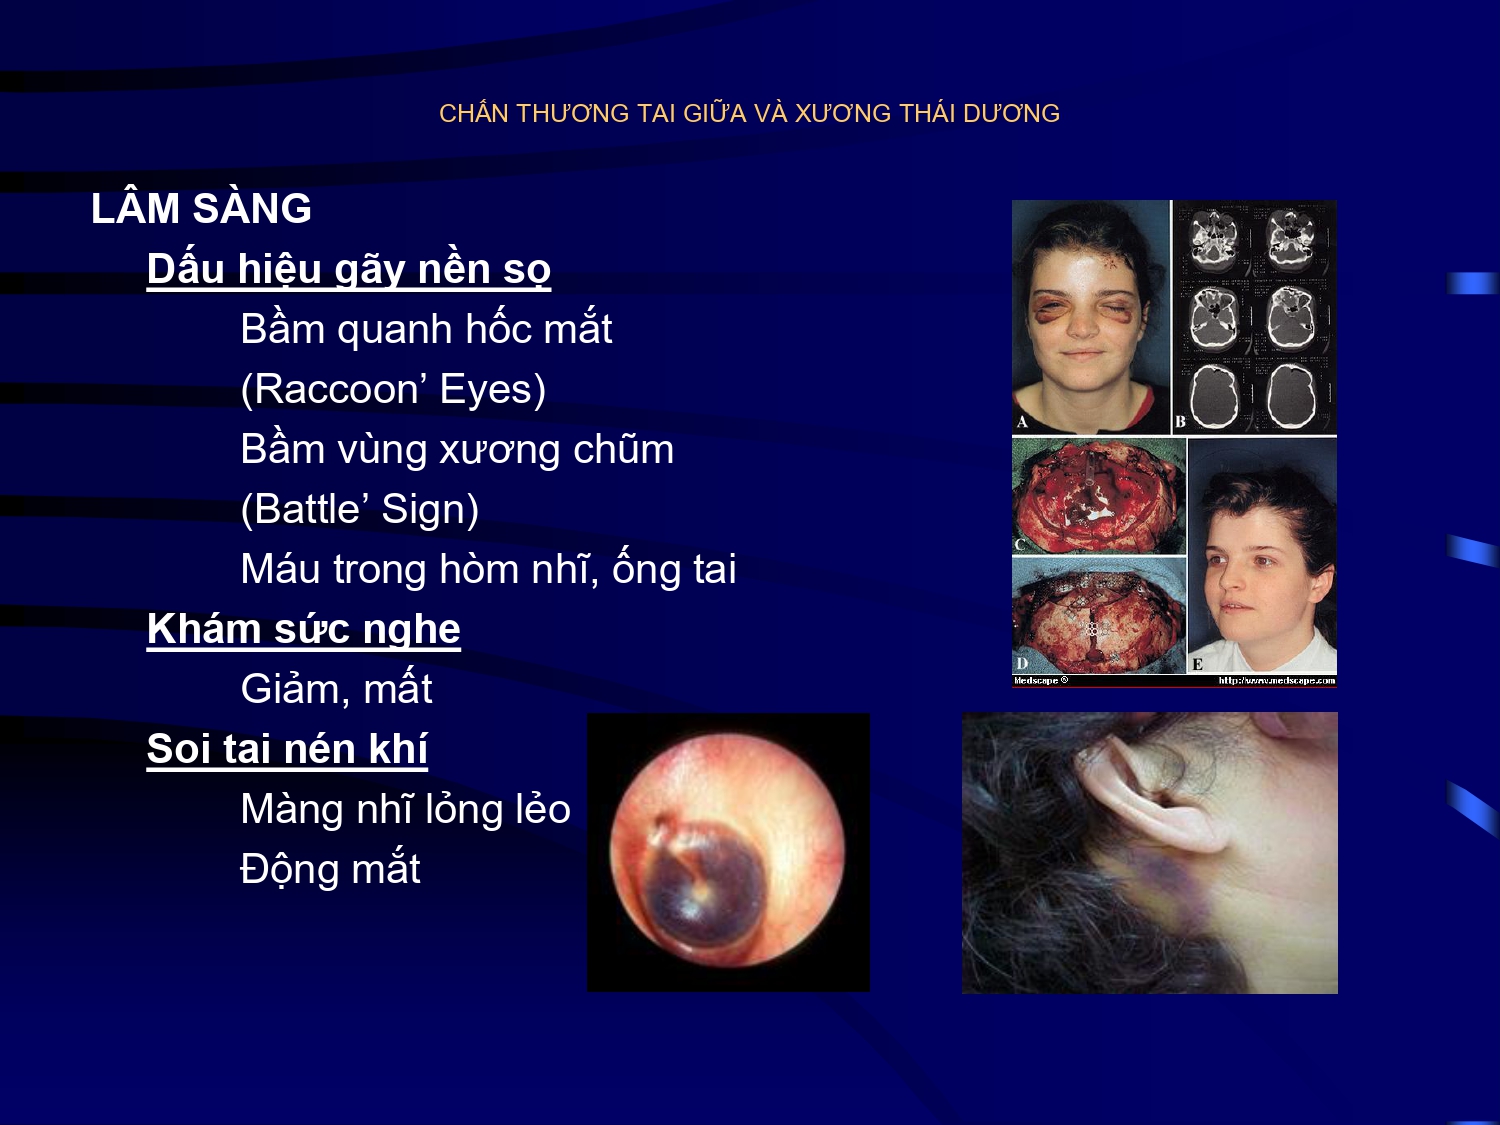 CHẤN THƯƠNG TAI GIỮA VÀ XƯƠNG THÁI DƯƠNG
LÂM SÀNG
Dấu hiệu gãy nền sọ
Bầm quanh hốc mắt
(Raccoon’ Eyes)
Bầm vùng xương chũm
(Battle’ Sign)
Máu trong hòm nhĩ, ống tai
Khám sức nghe
Giảm, mất
Soi tai nén khí
Màng nhĩ lỏng lẻo
Động mắt
A
B
C
D
E
Medscape ®
http://www.medscape.com